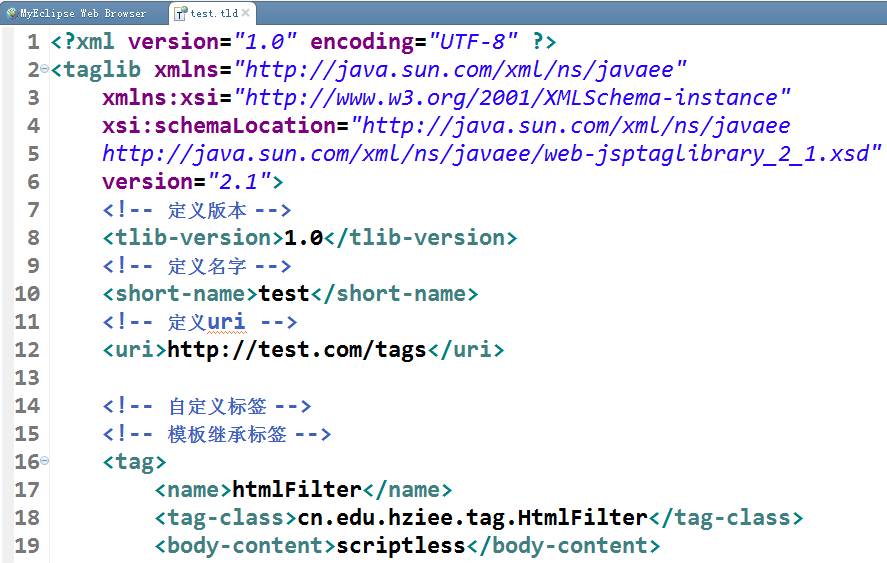 MyEclipse Web Browser
test.tld
1 <?xml version="1.0" encoding="UTF-8" ?>
2 <taglib xmlns="http://java.sun.com/xml/ns/javaee"
3 xmlns:xsi="http://www.w3.org/2001/XMLSchema-instance"
4 xsi:schemaLocation="http://java.sun.com/xml/ns/javaee
5 http://java.sun.com/xml/ns/javaee/web-jsptaglibrary_2_1.xsd"
6 version="2.1">
7 <!-- 定义版本 -->
8 <tlib-version>1.0</tlib-version>
9 <!-- 定义名字 -->
10 <short-name>test</short-name>
11 <!-- 定义uri -->
12 <uri>http://test.com/tags</uri>
13
14 <!-- 自定义标签 -->
15 <!-- 模板继承标签 -->
16 <tag>
17 <name>htmlFilter</name>
18 <tag-class>cn.edu.hziee.tag.HtmlFilter</tag-class>
19 <body-content>scriptless</body-content>